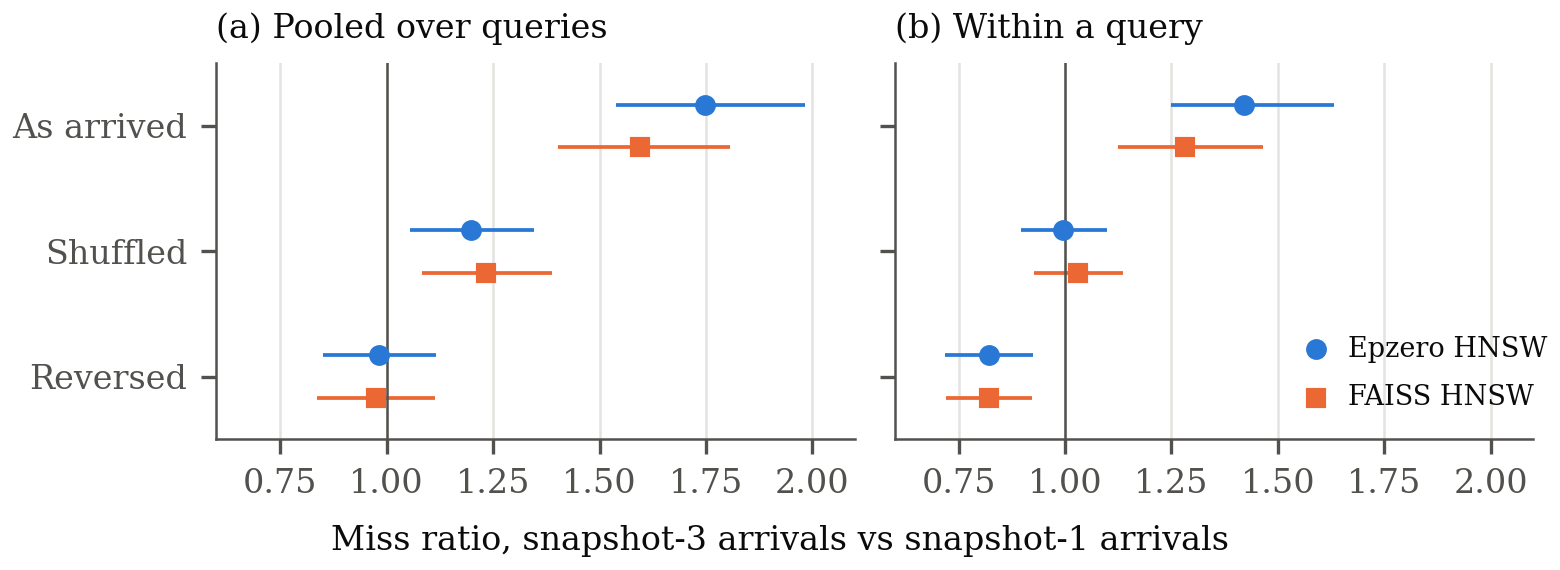 (a) Pooled over queries
(b) Within a query
As arrived
Shuffled
Reversed
Epzero HNSW
FAISS HNSW
0.75 1.00 1.25 1.50 1.75 2.00
0.75 1.00 1.25 1.50 1.75 2.00
Miss ratio, snapshot-3 arrivals vs snapshot-1 arrivals